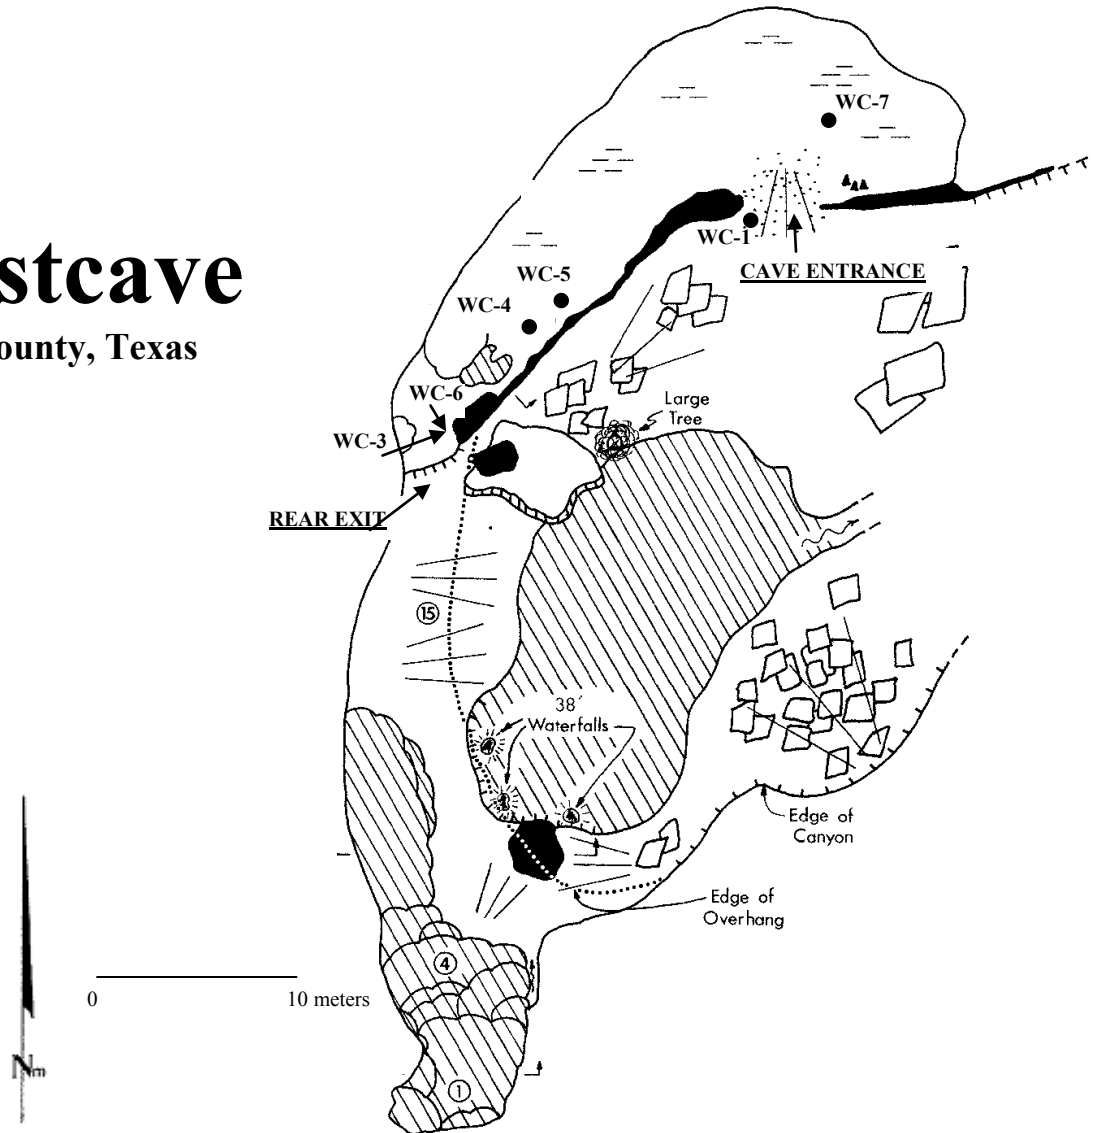 stcave
ounty, Texas
WC-7
WC-1
CAVE ENTRANCE
WC-5
WC-4
WC-6
WC-3
Large
Tree
REAR EXIT
15
38'
Waterfalls
Edge of
Canyon
Edge of
Overhang
4
1
0 10 meters
Nm